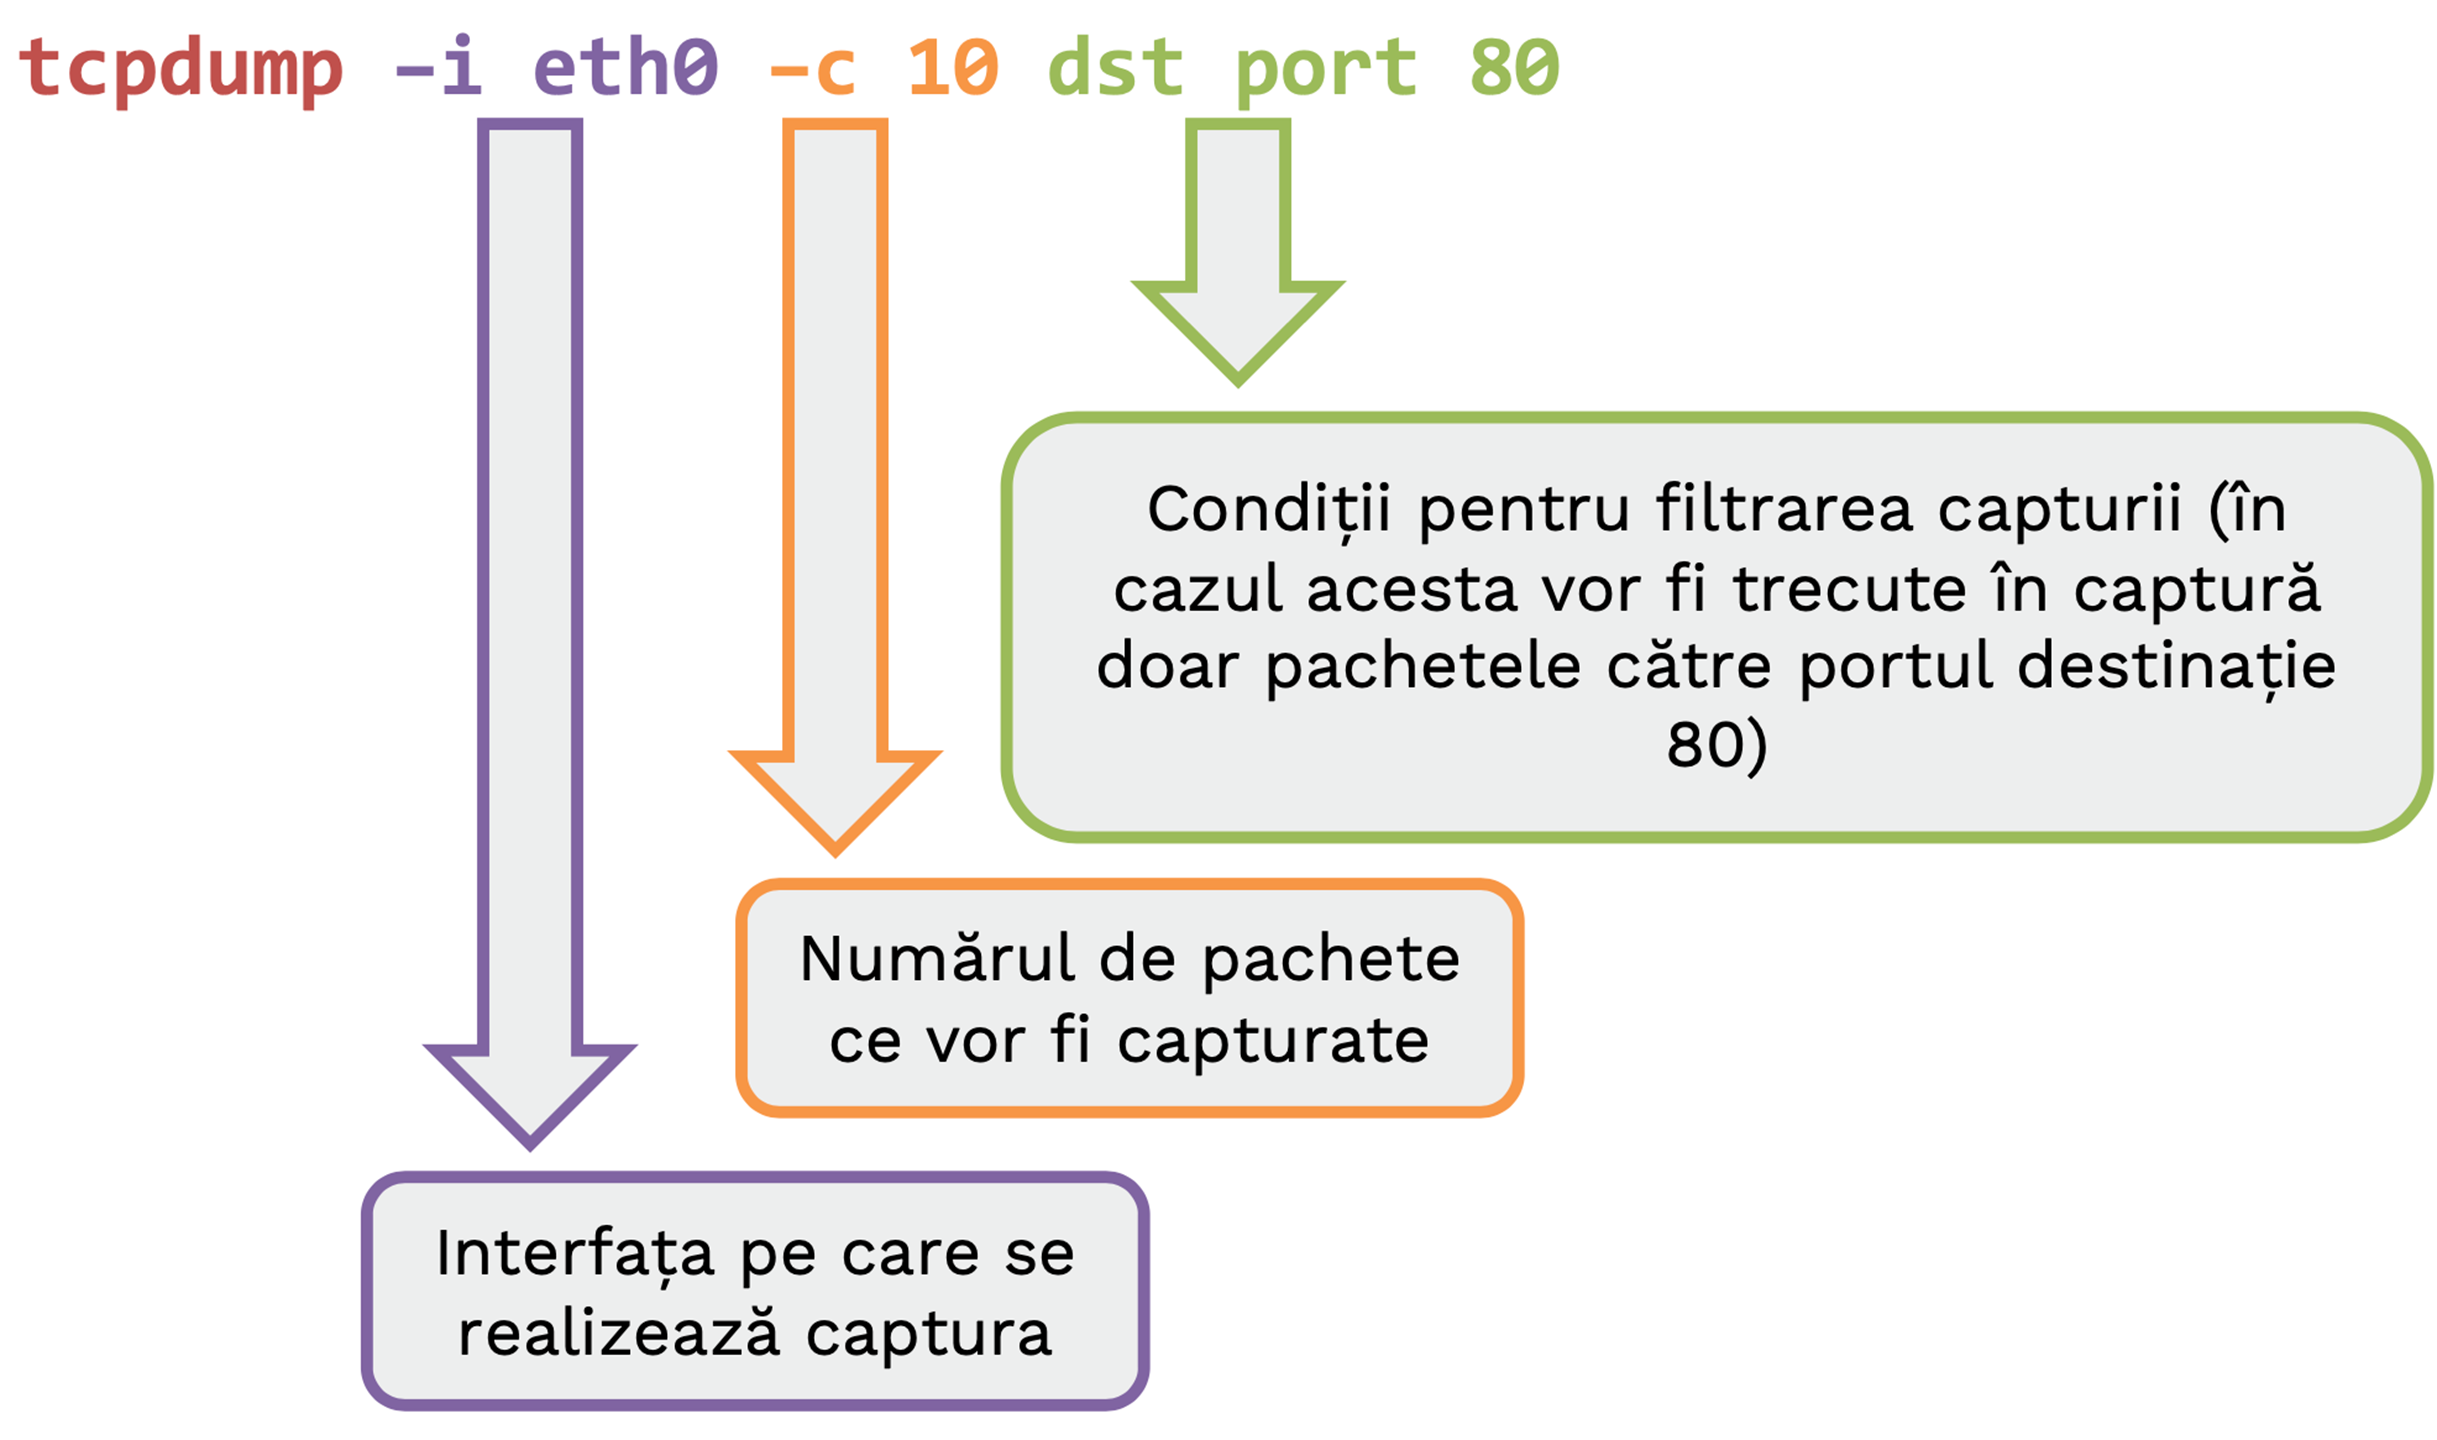 tcpdump -i eth0 -c 10 dst port 80
Condiții pentru filtrarea capturii (în
cazul acesta vor fi trecute în captură
doar pachetele către portul destinație
80)
Numărul de pachete
ce vor fi capturate
Interfața pe care se
realizează captura